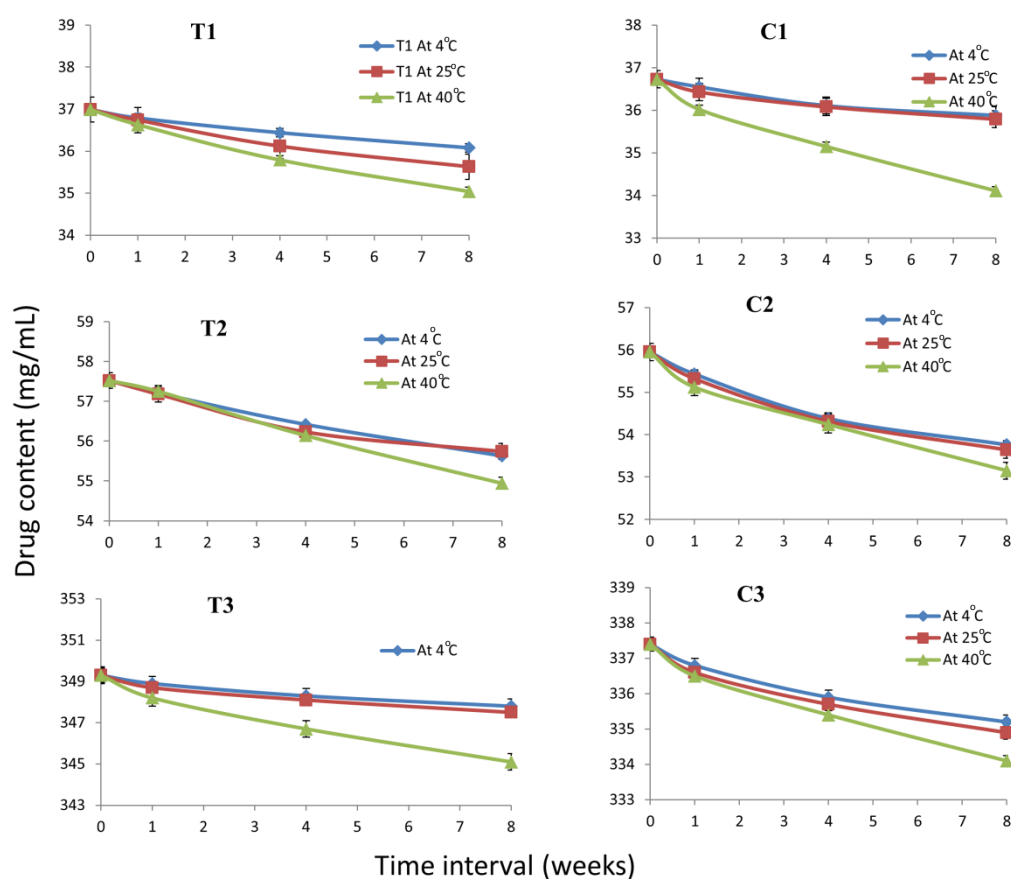 T1
39
38
37
36
35
34
0 1 2 3 4 5 6 7 8
T1 At 4°C
T1 At 25°C
T1 At 40°C
C1
38
37
36
35
34
33
0 1 2 3 4 5 6 7 8
At 4°C
At 25°C
At 40°C
Drug content (mg/mL)
T2
59
58
57
56
55
54
0 1 2 3 4 5 6 7 8
At 4°C
At 25°C
At 40°C
C2
57
56
55
54
53
52
0 1 2 3 4 5 6 7 8
At 4°C
At 25°C
At 40°C
T3
353
351
349
347
345
343
0 1 2 3 4 5 6 7 8
At 4°C
C3
339
338
337
336
335
334
333
0 1 2 3 4 5 6 7 8
At 4°C
At 25°C
At 40°C
Time interval (weeks)